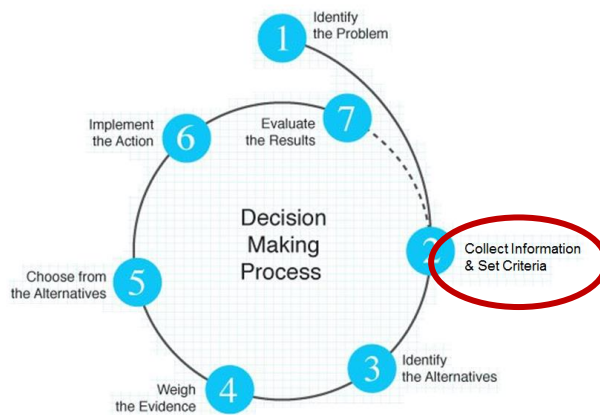 1
Identify
the Problem
2
Collect Information
& Set Criteria
3
Identify
the Alternatives
4
Weigh
the Evidence
5
Choose from
the Alternatives
6
Implement
the Action
7
Evaluate
the Results
Decision
Making
Process